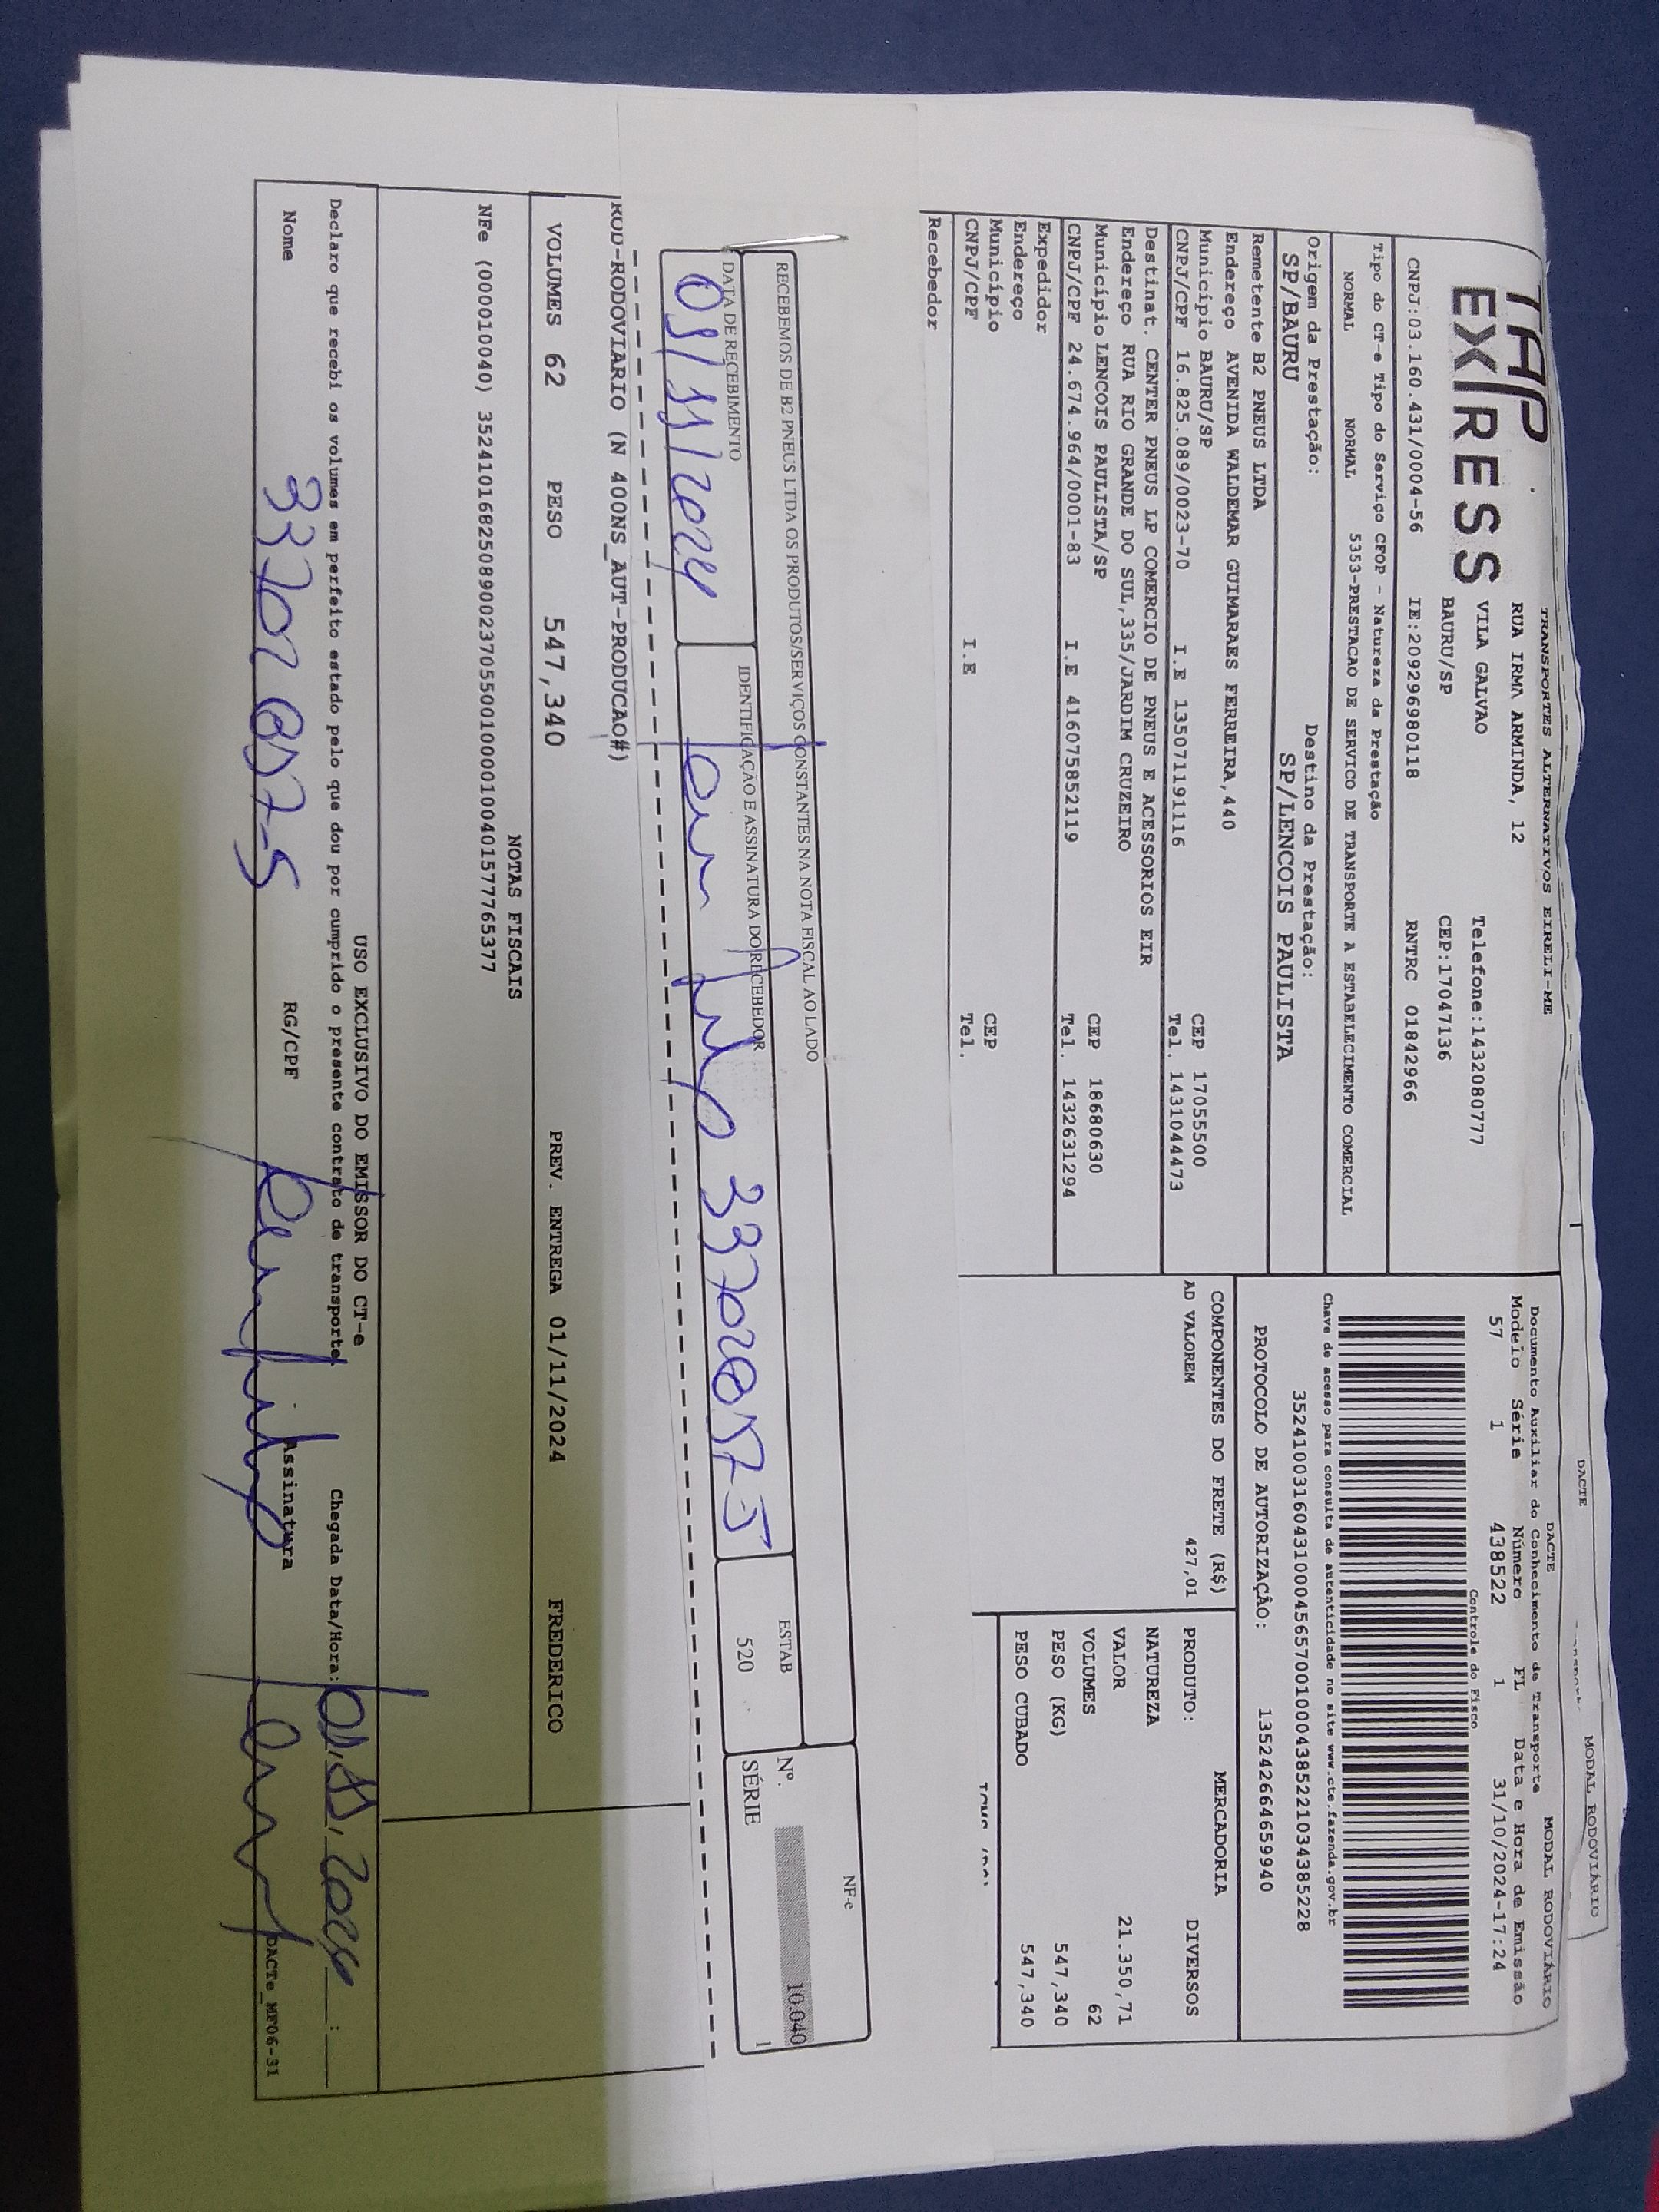 DACTE
MODAL RODOVIÁRIO
TAP EXPRESS
TRANSPORTES ALTERNATIVOS EIRELI-ME
RUA IRMA ARMINDA, 12
VILA GALVAO
Telefone:1432080777
BAURU/SP
CEP:17047136
CNPJ:03.160.431/0004-56 IE:209296980118 RNTRC 01842966
DACTE
MODAL RODOVIÁRIO
Documento Auxiliar do Conhecimento de Transporte
Modelo Série Número FL Data e Hora de Emissão
57 1 438522 1 31/10/2024-17:24
Controle do Fisco
Chave de acesso para consulta de autenticidade no site www.cte.fazenda.gov.br
35241003160431000456570010004385221034385228
PROTOCOLO DE AUTORIZAÇÃO: 135242664659940
Tipo do CT-e Tipo do Serviço CFOP - Natureza da Prestação
NORMAL NORMAL 5353-PRESTACAO DE SERVICO DE TRANSPORTE A ESTABELECIMENTO COMERCIAL
Origem da Prestação: Destino da Prestação:
SP/BAURU SP/LENCOIS PAULISTA
Remetente B2 PNEUS LTDA
Endereço AVENIDA WALDEMAR GUIMARAES FERREIRA,440
Município BAURU/SP CEP 17055500
CNPJ/CPF 16.825.089/0023-70 I.E 135071191116 Tel. 1431044473
Destinat. CENTER PNEUS LP COMERCIO DE PNEUS E ACESSORIOS EIR
Endereço RUA RIO GRANDE DO SUL,335/JARDIM CRUZEIRO
Município LENCOIS PAULISTA/SP CEP 18680630
CNPJ/CPF 24.674.964/0001-83 I.E 416075852119 Tel. 1432631294
Expedidor
Endereço
Município CEP
CNPJ/CPF I.E Tel.
Recebedor
COMPONENTES DO FRETE (R$)
AD VALOREM 427,01
MERCADORIA
PRODUTO: DIVERSOS
NATUREZA
VALOR 21.350,71
VOLUMES 62
PESO (KG) 547,340
PESO CUBADO 547,340
RECEBEMOS DE B2 PNEUS LTDA OS PRODUTOS/SERVIÇOS CONSTANTES NA NOTA FISCAL AO LADO
NF-e
DATA DE RECEBIMENTO IDENTIFICAÇÃO E ASSINATURA DO RECEBEDOR ESTAB Nº. 10.040
01/11/2024 33702057-5 520 SÉRIE 1
ROD-RODOVIARIO (N 400NS_AUT-PRODUCAO#)
VOLUMES 62 PESO 547,340 PREV. ENTREGA 01/11/2024 FREDERICO
NOTAS FISCAIS
NFe (000010040) 35241016825089002370550010000100401577765377
USO EXCLUSIVO DO EMISSOR DO CT-e
Declaro que recebi os volumes em perfeito estado pelo que dou por cumprido o presente contrato de transporte. Chegada Data/Hora: 01.11.2024 :
Nome 33702057-5 RG/CPF Assinatura
DACTe_MF06-31